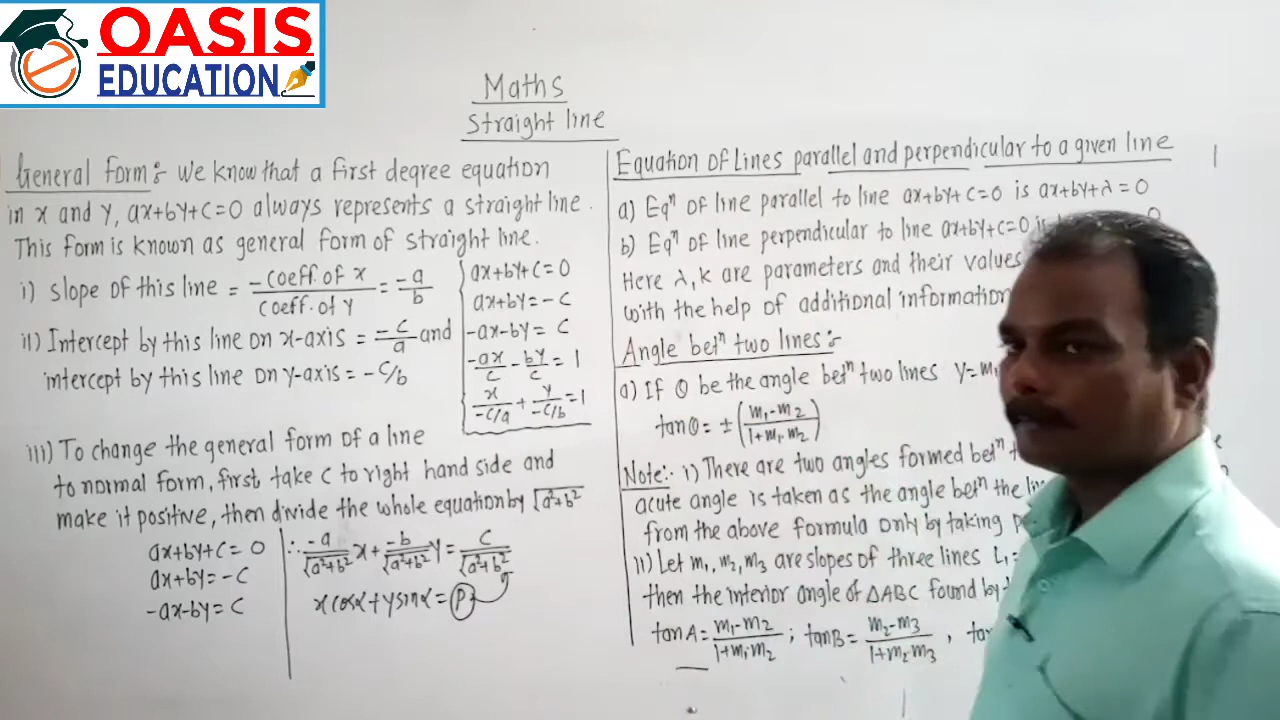 OASIS
EDUCATION
Maths
Straight line
General Form:- We know that a first degree equation
in x and y, ax+by+c=0 always represents a straight line.
This form is known as general form of straight line.
i) slope of this line = -coeff. of x / coeff. of y = -a/b
ii) Intercept by this line on x-axis = -c/a and
intercept by this line on y-axis = -c/b
ax+by+c=0
ax+by=-c
-ax-by=c
-ax/c - by/c = 1
x/-c/a + y/-c/b = 1
iii) To change the general form of a line
to normal form, first take c to right hand side and
make it positive, then divide the whole equation by √a²+b²
ax+by+c=0
ax+by=-c
-ax-by=c
∴ -a/√a²+b² x + -b/√a²+b² y = c/√a²+b²
x cosα + y sinα = P
Equation of Lines parallel and perpendicular to a given line
a) Eqⁿ of line parallel to line ax+by+c=0 is ax+by+λ=0
b) Eqⁿ of line perpendicular to line ax+by+c=0 is
Here λ, k are parameters and their values
with the help of additional information
Angle betⁿ two lines:-
a) If θ be the angle betⁿ two lines y=m₁
tanθ = ± (m₁-m₂ / 1+m₁.m₂)
Note:- i) There are two angles formed betⁿ
acute angle is taken as the angle betⁿ the
from the above formula only by taking
ii) Let m₁, m₂, m₃ are slopes of three lines L₁=
then the interior angle of ΔABC found by
tanA = m₁-m₂ / 1+m₁m₂ ; tanB = m₂-m₃ / 1+m₂m₃ ,